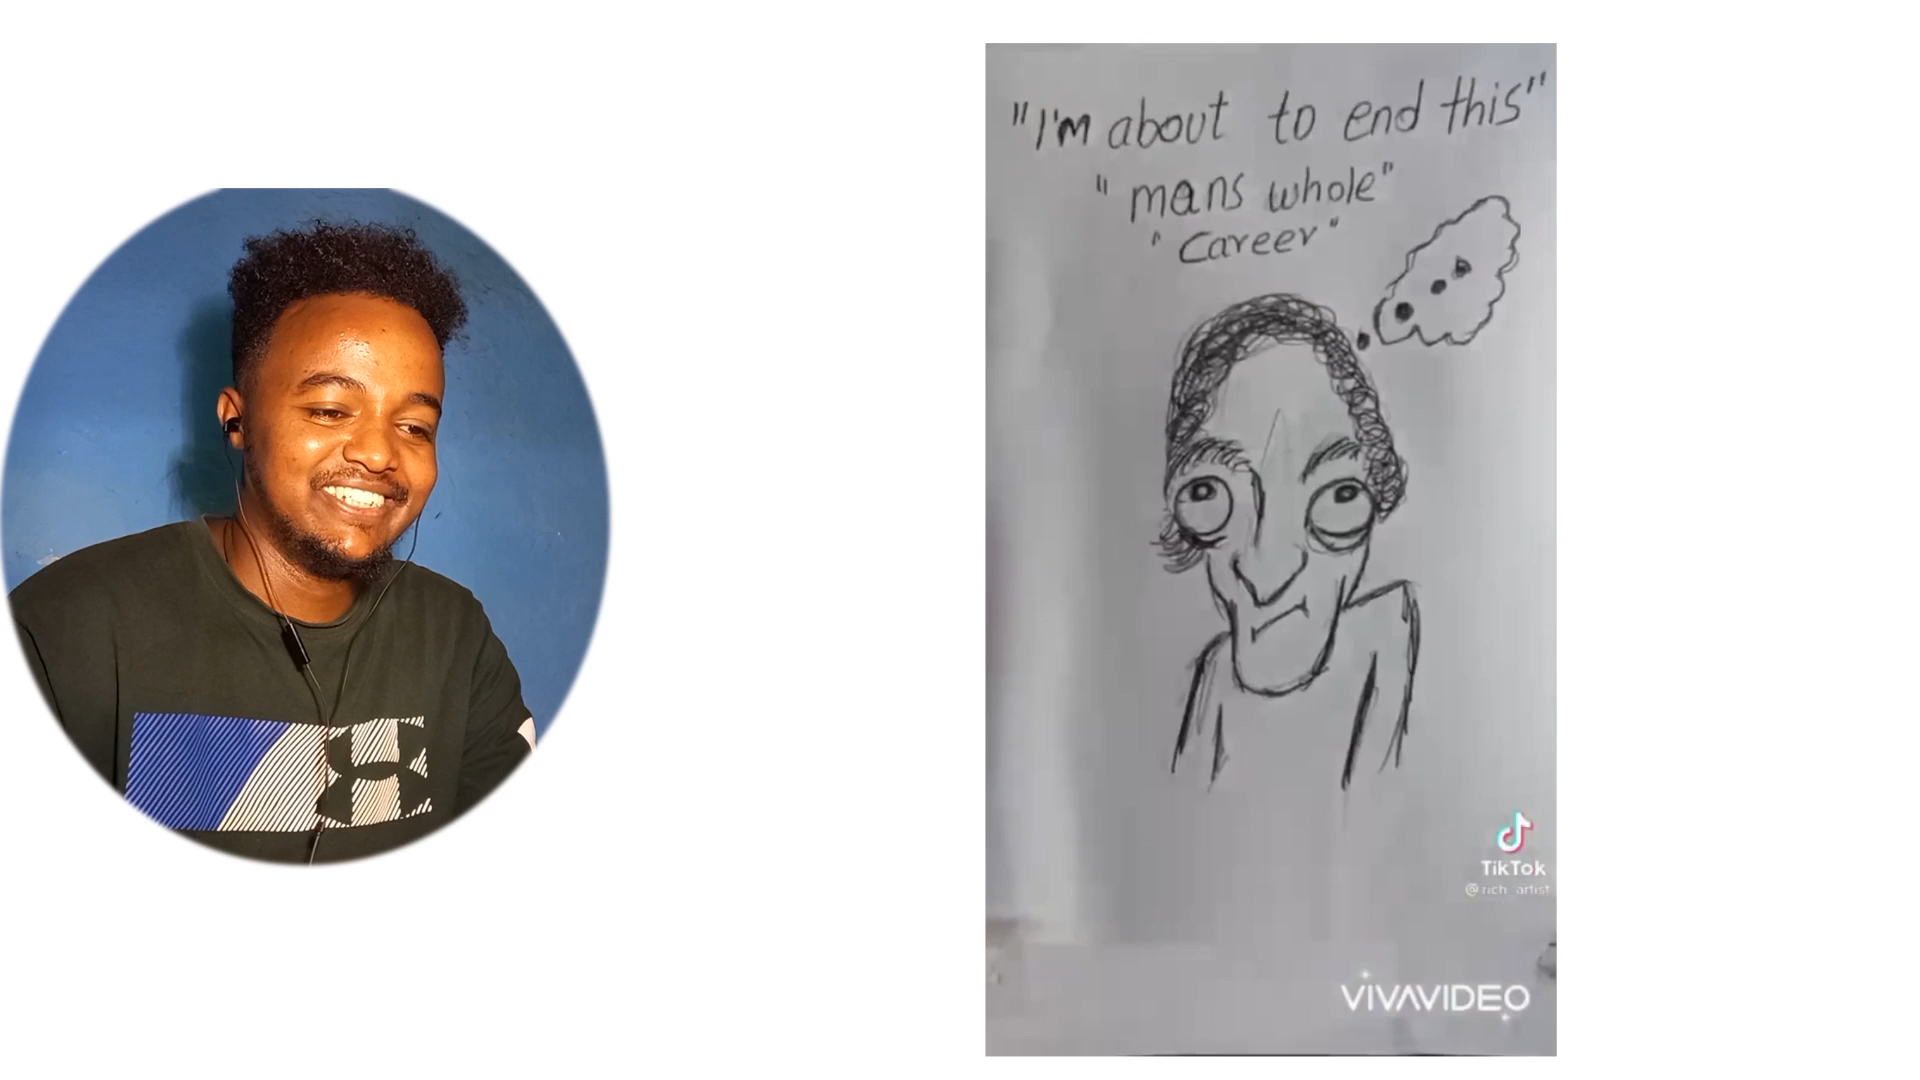 "I'm about to end this"
"mans whole"
"Career"
TikTok
@rich_artist
VIVAVIDEO